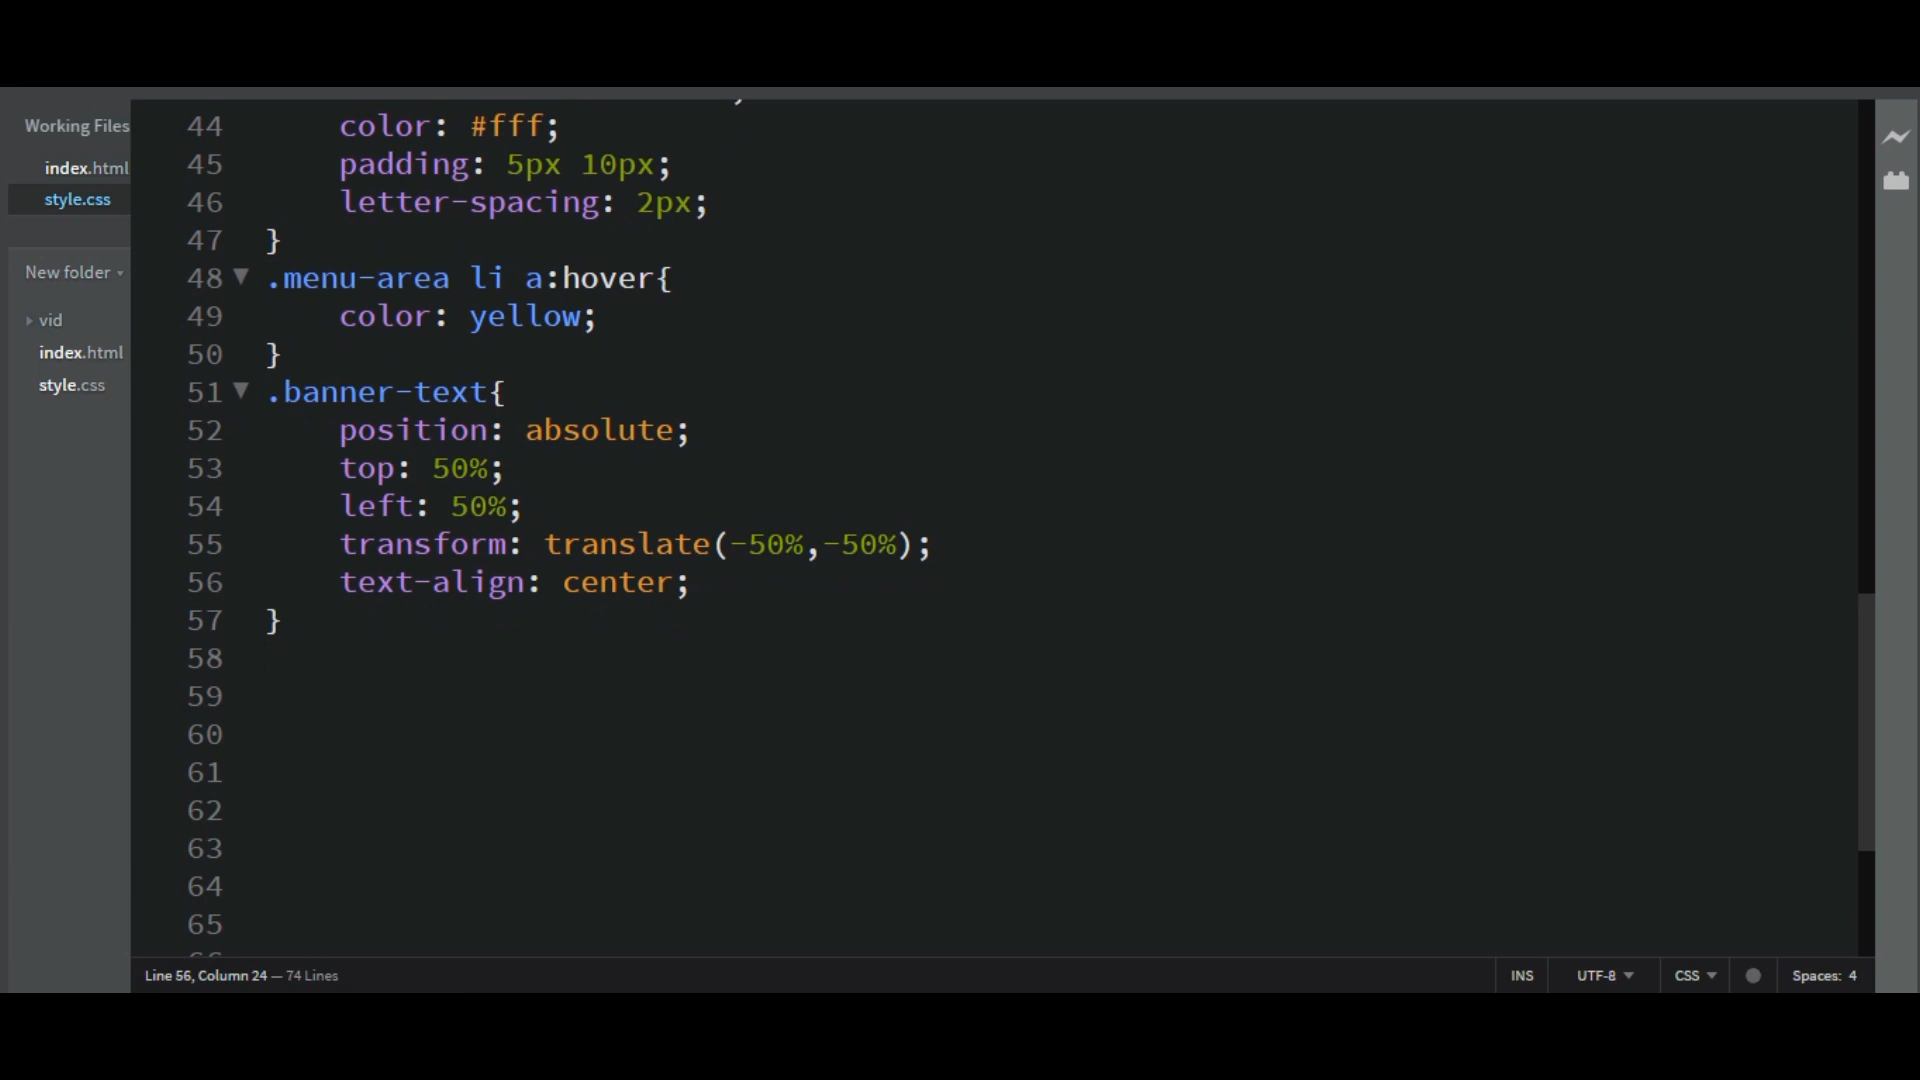 Working Files
index.html
style.css
New folder
vid
index.html
style.css
44 color: #fff;
45 padding: 5px 10px;
46 letter-spacing: 2px;
47 }
48 .menu-area li a:hover{
49 color: yellow;
50 }
51 .banner-text{
52 position: absolute;
53 top: 50%;
54 left: 50%;
55 transform: translate(-50%,-50%);
56 text-align: center;
57 }
58
59
60
61
62
63
64
65
Line 56, Column 24 — 74 Lines
INS
UTF-8
CSS
Spaces: 4